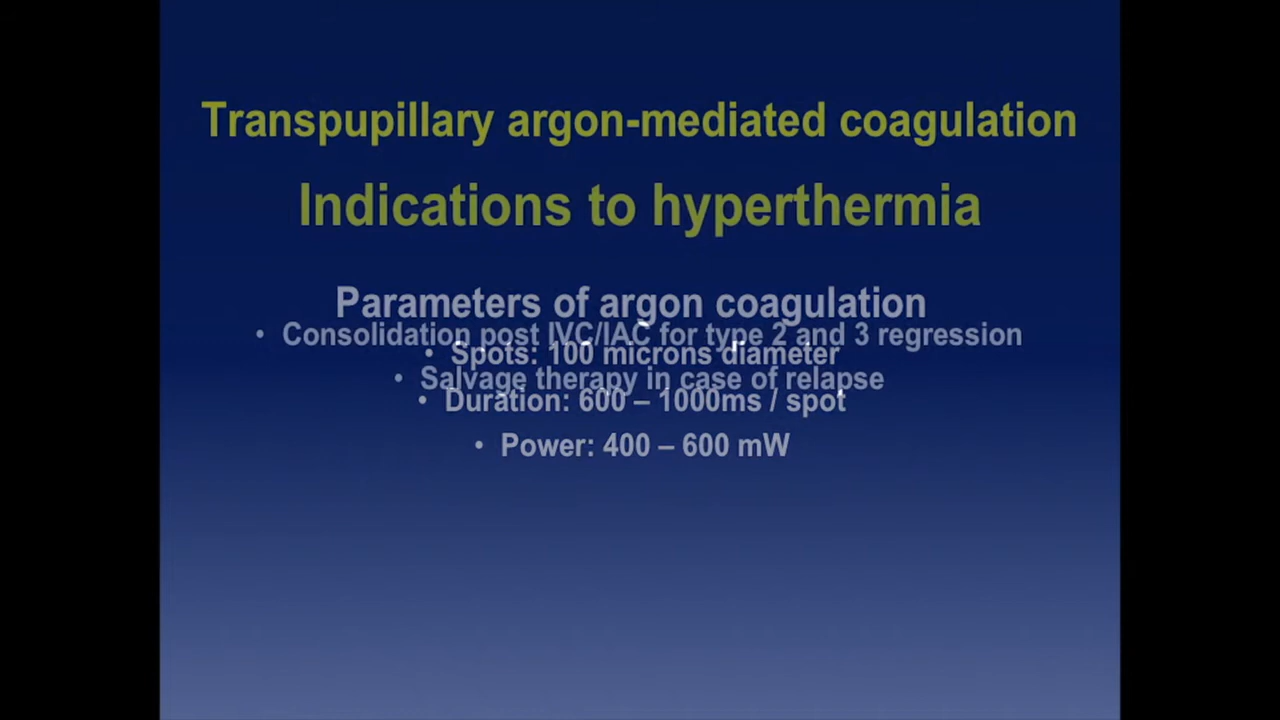 Transpupillary argon-mediated coagulation
Indications to hyperthermia
Parameters of argon coagulation
• Consolidation post IVC/IAC for type 2 and 3 regression
• Spots: 100 microns diameter
• Salvage therapy in case of relapse
• Duration: 600 – 1000ms / spot
• Power: 400 – 600 mW